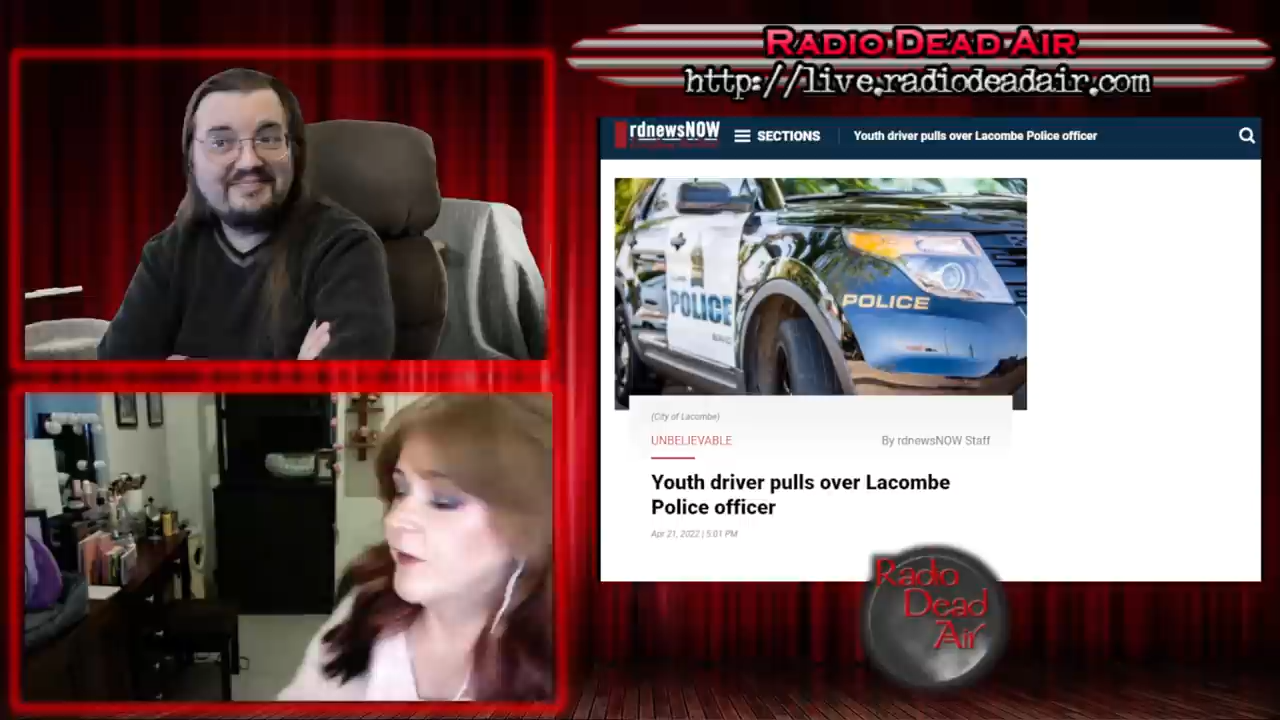 Radio Dead Air
http://live.radiodeadair.com
rdnewsNOW
SECTIONS
Youth driver pulls over Lacombe Police officer
POLICE
POLICE
(City of Lacombe)
UNBELIEVABLE
By rdnewsNOW Staff
Youth driver pulls over Lacombe
Police officer
Apr 21, 2022 | 5:01 PM
Radio
Dead
Air